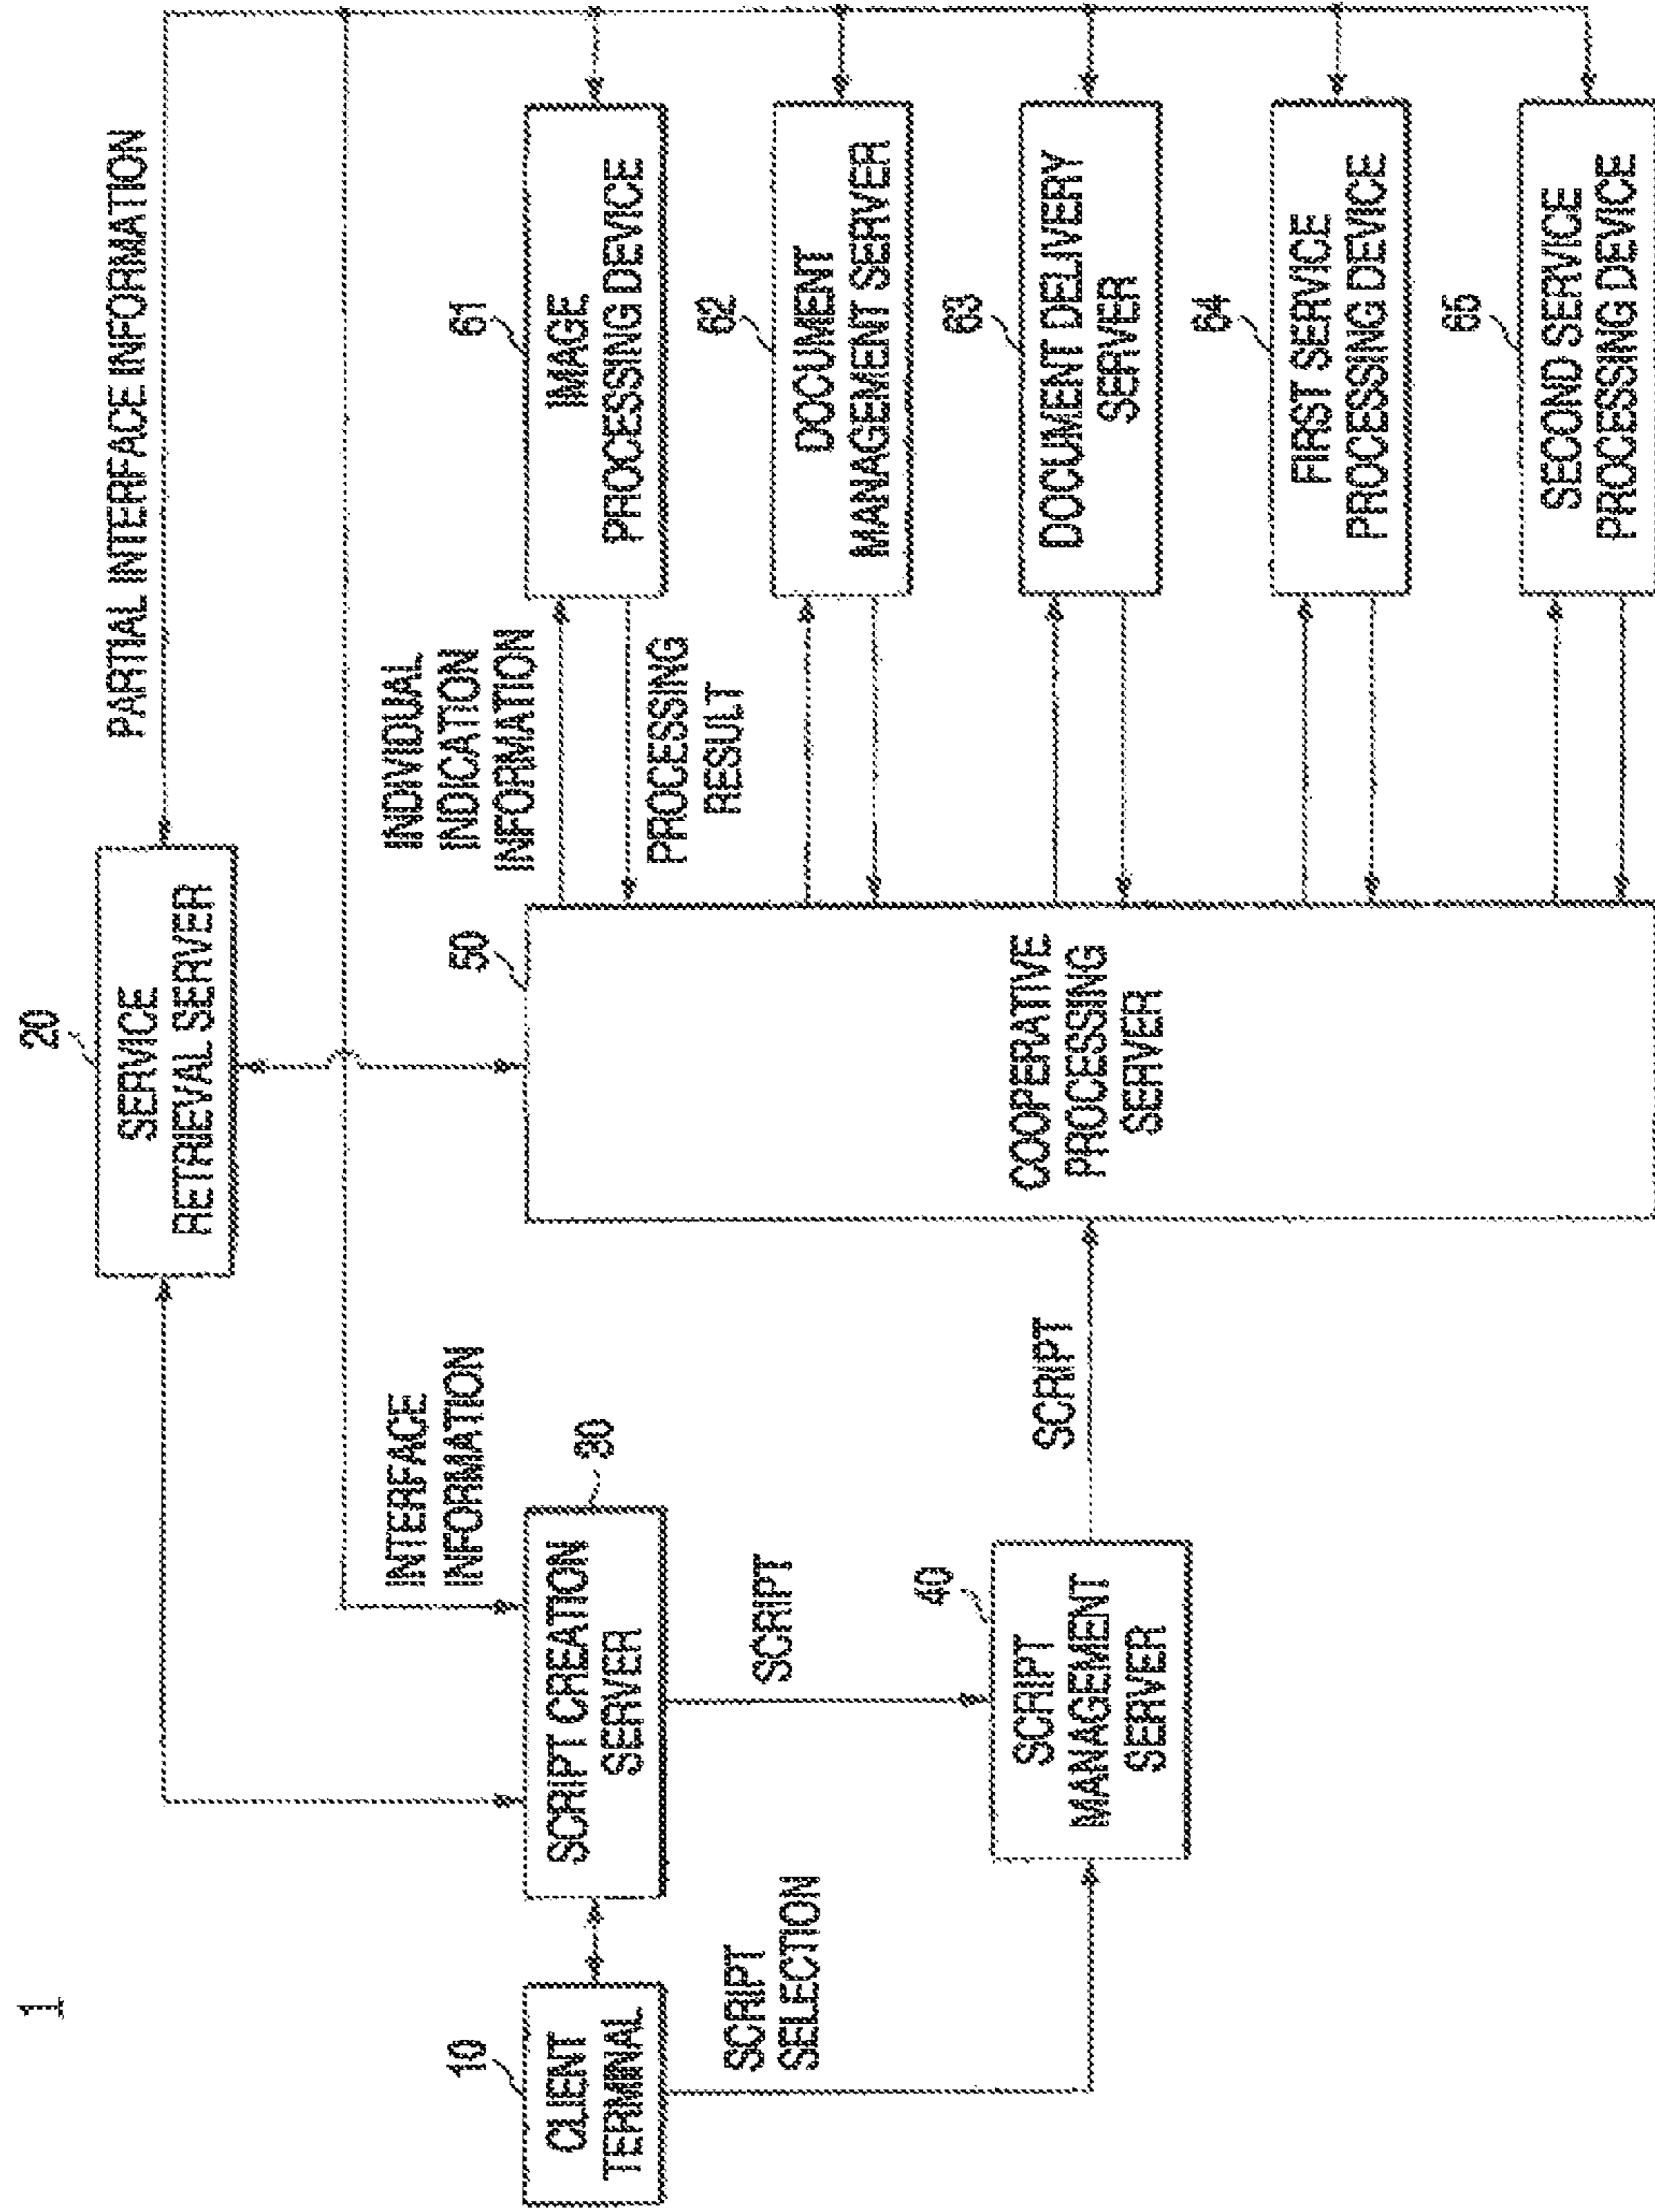 1
20
SERVICE
RETRIEVAL SERVER
PARTIAL INTERFACE INFORMATION
INTERFACE
INFORMATION
10
CLIENT
TERMINAL
SCRIPT CREATION
SERVER
30
50
COOPERATIVE
PROCESSING
SERVER
INDIVIDUAL
INDICATION
INFORMATION
PROCESSING
RESULT
61
IMAGE
PROCESSING DEVICE
62
DOCUMENT
MANAGEMENT SERVER
63
DOCUMENT DELIVERY
SERVER
64
FIRST SERVICE
PROCESSING DEVICE
65
SECOND SERVICE
PROCESSING DEVICE
SCRIPT
SELECTION
SCRIPT
40
SCRIPT
MANAGEMENT
SERVER
SCRIPT